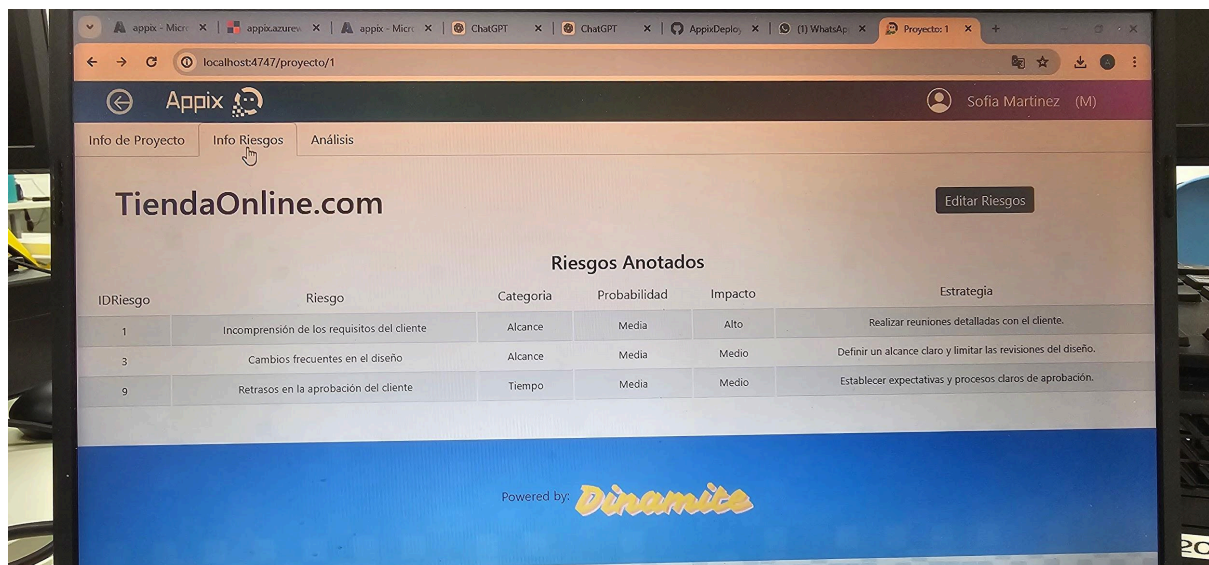 appix - Micr
appix.azurew
appix - Micr
ChatGPT
ChatGPT
AppixDeploy
(1) WhatsAp
Proyecto: 1
localhost:4747/proyecto/1
Appix
Sofia Martinez (M)
Info de Proyecto Info Riesgos Análisis
TiendaOnline.com
Editar Riesgos
Riesgos Anotados
IDRiesgo Riesgo Categoria Probabilidad Impacto Estrategia
1 Incomprensión de los requisitos del cliente Alcance Media Alto Realizar reuniones detalladas con el cliente.
3 Cambios frecuentes en el diseño Alcance Media Medio Definir un alcance claro y limitar las revisiones del diseño.
9 Retrasos en la aprobación del cliente Tiempo Media Medio Establecer expectativas y procesos claros de aprobación.
Powered by: Dinamite